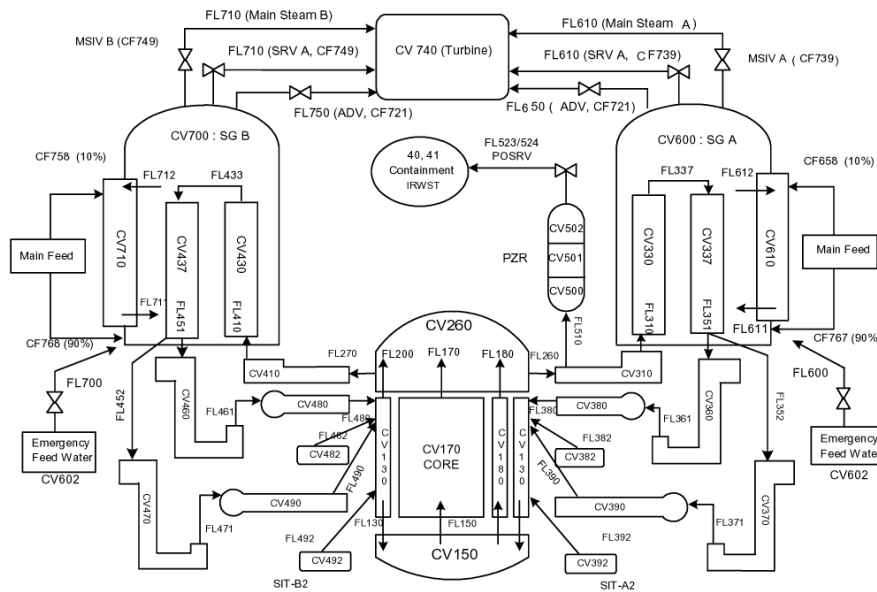 FL710 (Main Steam B)
FL610 (Main Steam A)
MSIV B (CF749)
FL710 (SRV A, CF749)
CV 740 (Turbine)
FL610 (SRV A, CF739)
MSIV A ( CF739)
FL750 (ADV, CF721)
FL650 ( ADV, CF721)
CV700 : SG B
CV600 : SG A
FL523/524
POSRV
40, 41
Containment
IRWST
CF758 (10%)
CF658 (10%)
FL712
FL433
FL337
FL612
CV710
CV437
CV430
CV502
CV501
CV500
PZR
CV330
CV337
CV610
Main Feed
Main Feed
FL711
FL451
FL410
FL510
FL310
FL351
FL611
CF768 (90%)
CF767 (90%)
CV260
FL270
FL200
FL170
FL180
FL260
CV410
CV310
FL700
FL600
FL452
CV460
FL461
CV480
FL480
FL380
CV380
FL361
CV360
FL352
Emergency
Feed Water
CV602
Emergency
Feed Water
CV602
FL482
CV482
CV130
CV170
CORE
CV180
CV130
FL382
CV382
FL490
FL390
CV470
FL471
CV490
CV390
FL371
CV370
FL130
FL150
FL492
CV492
FL392
CV392
CV150
SIT-B2
SIT-A2